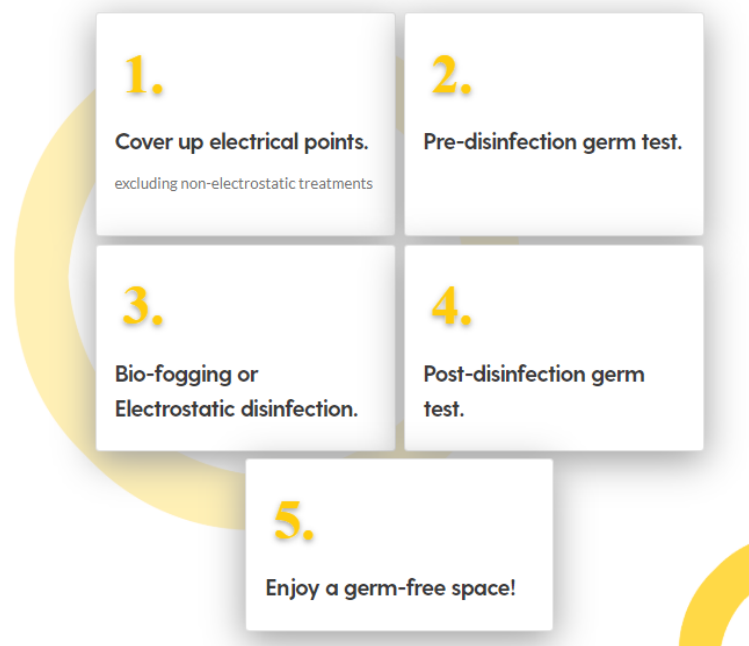 1.
Cover up electrical points.
excluding non-electrostatic treatments
2.
Pre-disinfection germ test.
3.
Bio-fogging or
Electrostatic disinfection.
4.
Post-disinfection germ
test.
5.
Enjoy a germ-free space!